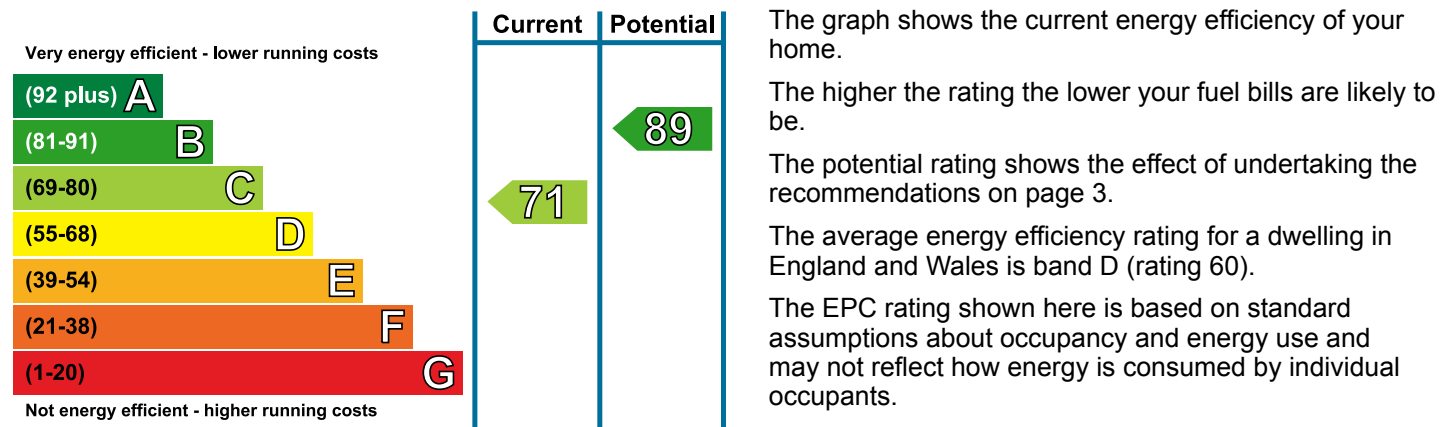 Current Potential
Very energy efficient - lower running costs
(92 plus) A
(81-91) B
89
(69-80) C
71
(55-68) D
(39-54) E
(21-38) F
(1-20) G
Not energy efficient - higher running costs
The graph shows the current energy efficiency of your
home.
The higher the rating the lower your fuel bills are likely to
be.
The potential rating shows the effect of undertaking the
recommendations on page 3.
The average energy efficiency rating for a dwelling in
England and Wales is band D (rating 60).
The EPC rating shown here is based on standard
assumptions about occupancy and energy use and
may not reflect how energy is consumed by individual
occupants.